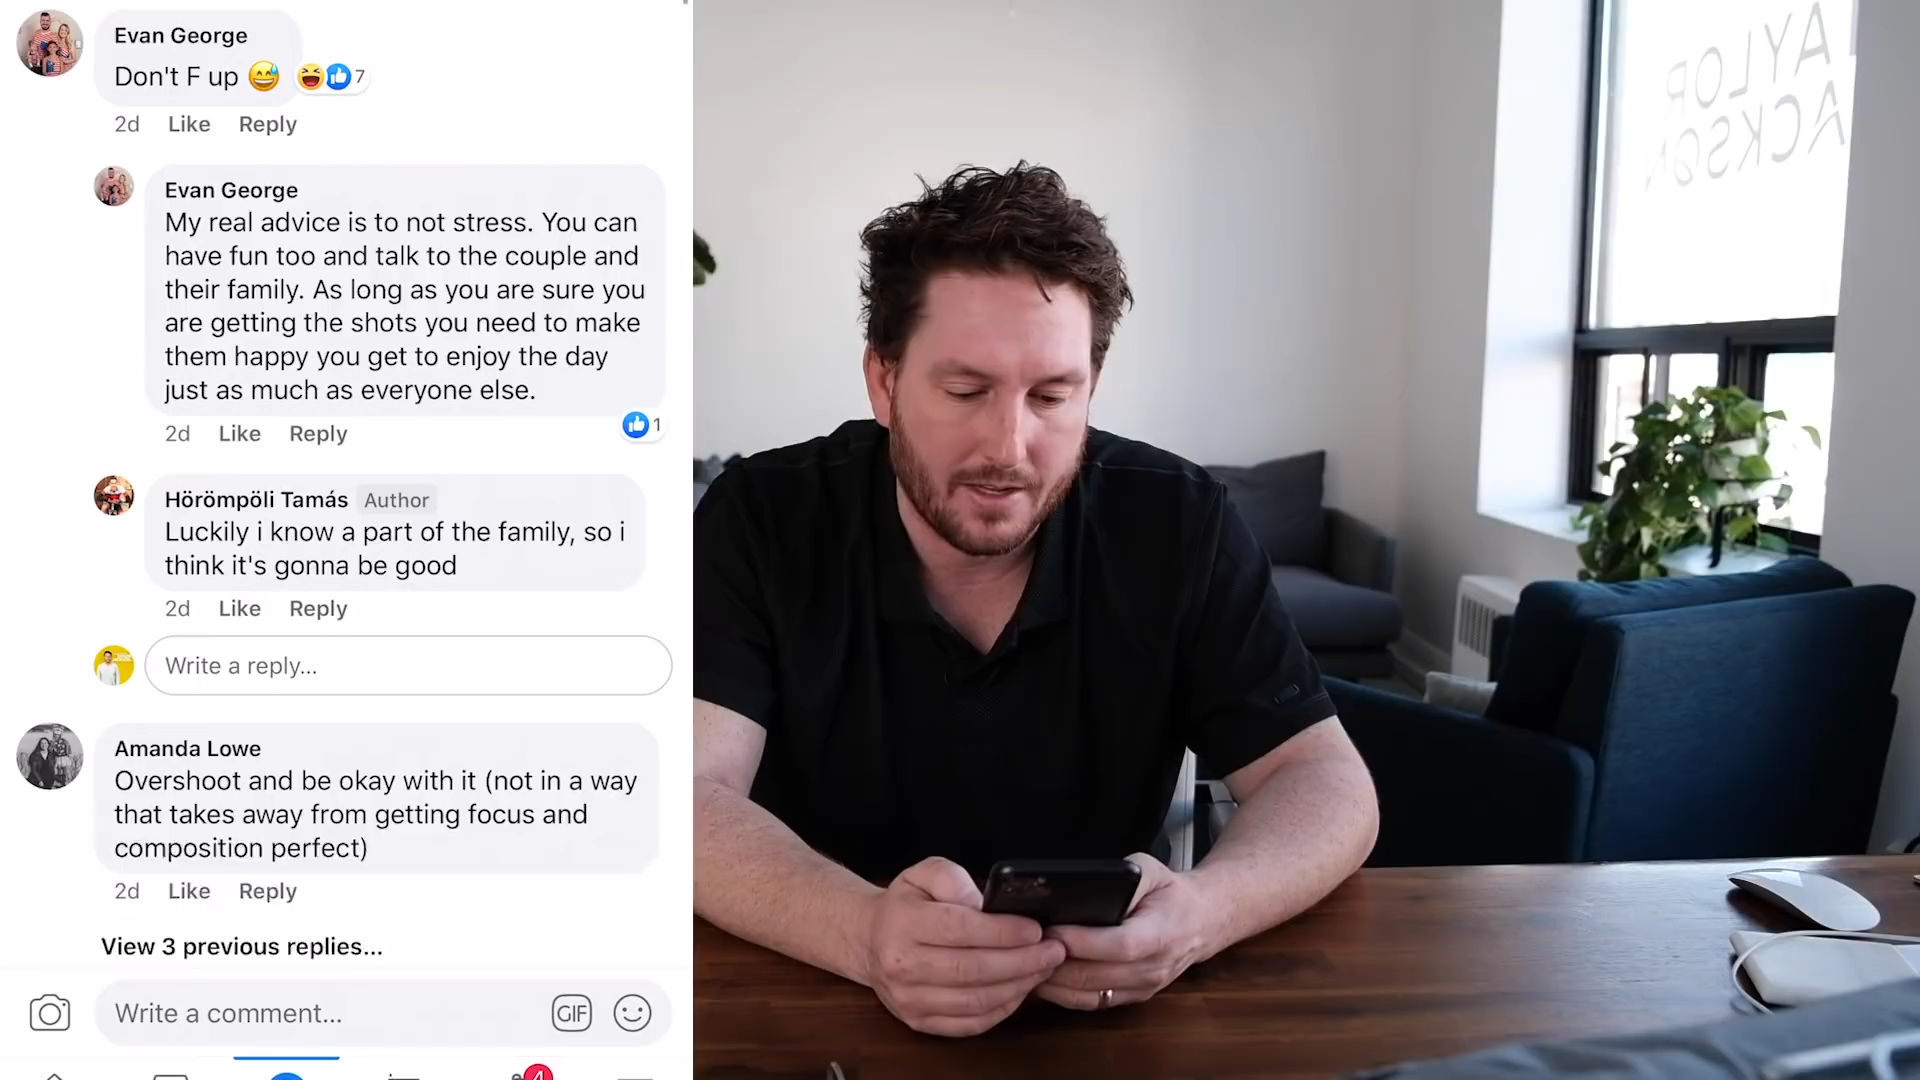 Evan George
Don't F up 😅 7
2d Like Reply
Evan George
My real advice is to not stress. You can
have fun too and talk to the couple and
their family. As long as you are sure you
are getting the shots you need to make
them happy you get to enjoy the day
just as much as everyone else.
2d Like Reply 1
Hörömpöli Tamás Author
Luckily i know a part of the family, so i
think it's gonna be good
2d Like Reply
Write a reply...
Amanda Lowe
Overshoot and be okay with it (not in a way
that takes away from getting focus and
composition perfect)
2d Like Reply
View 3 previous replies...
Write a comment... GIF
4
TAYLOR
JACKSON